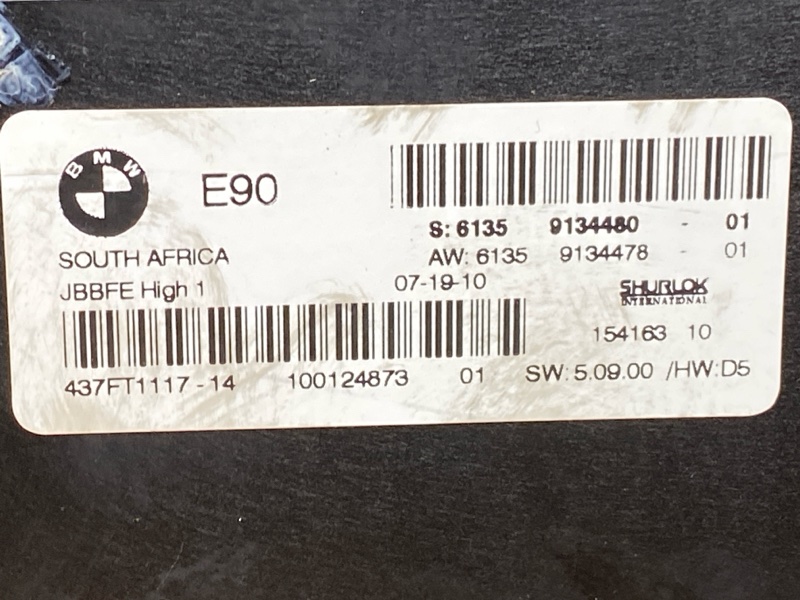 BMW
E90
S: 6135 9134480 - 01
SOUTH AFRICA
AW: 6135 9134478 - 01
JBBFE High 1
07-19-10
SHURLOK
INTERNATIONAL
154163 10
437FT1117-14 100124873 01
SW: 5.09.00 /HW:D5